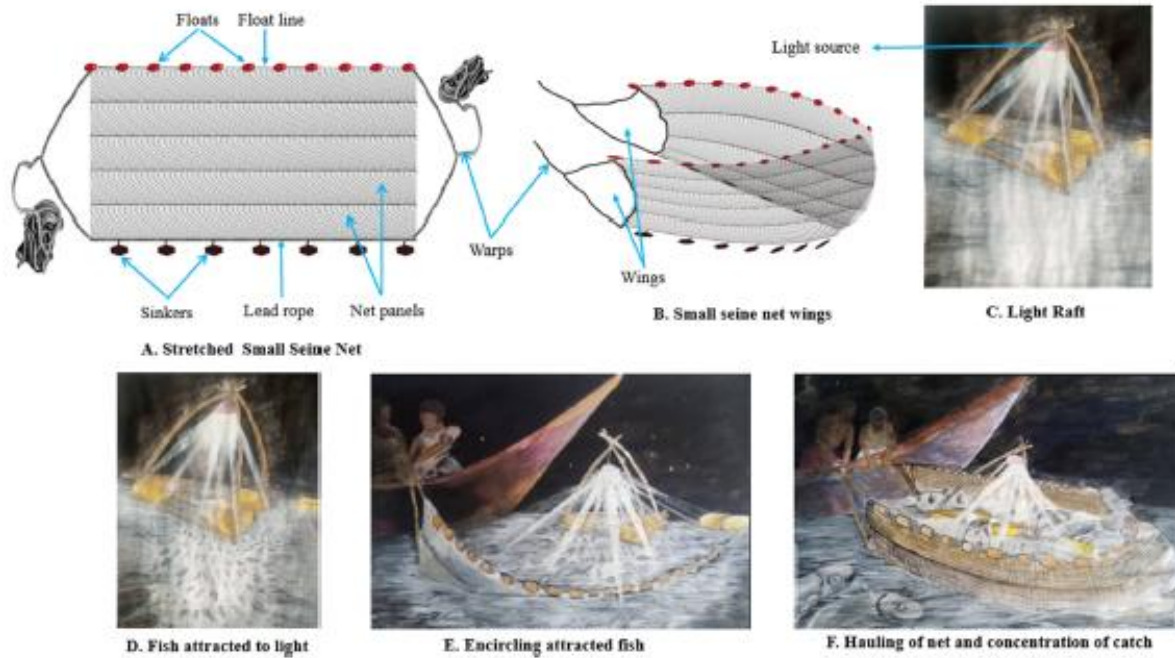 Floats
Float line
Light source
Warps
Sinkers
Lead rope
Net panels
Wings
B. Small seine net wings
C. Light Raft
A. Stretched Small Seine Net
D. Fish attracted to light
E. Encircling attracted fish
F. Hauling of net and concentration of catch